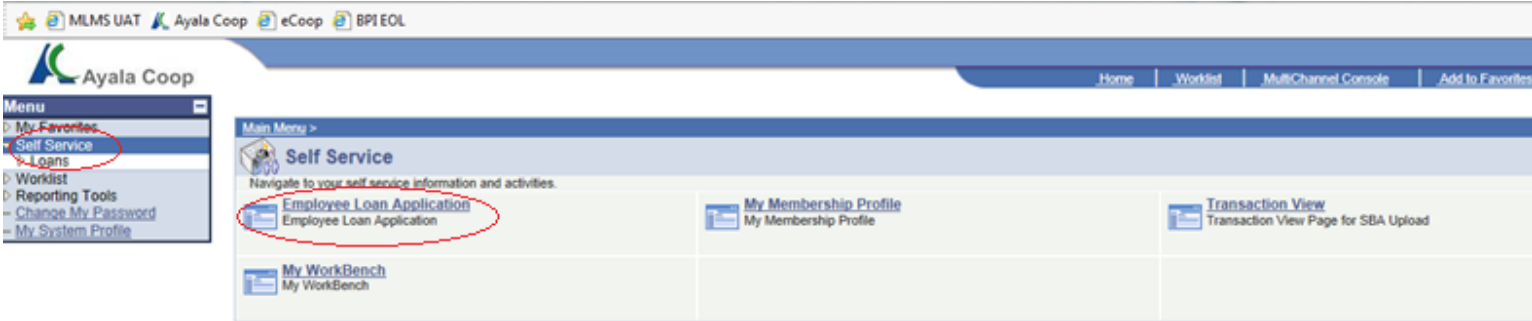 MLMS UAT Ayala Coop eCoop BPI EOL
Ayala Coop
Home Worklist MultiChannel Console Add to Favorites
Menu
My Favorites
Self Service
Loans
Worklist
Reporting Tools
Change My Password
My System Profile
Main Menu >
Self Service
Navigate to your self service information and activities.
Employee Loan Application
Employee Loan Application
My Membership Profile
My Membership Profile
Transaction View
Transaction View Page for SBA Upload
My WorkBench
My WorkBench